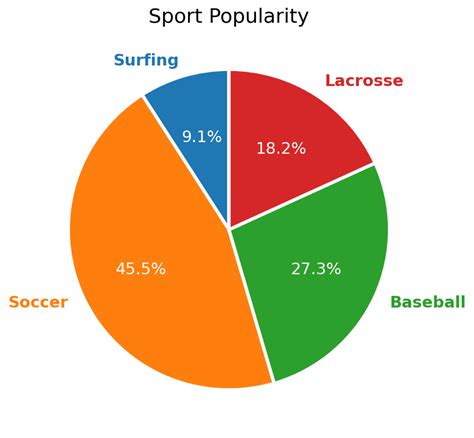 Sport Popularity
Surfing
Lacrosse
9.1%
18.2%
45.5%
27.3%
Soccer
Baseball